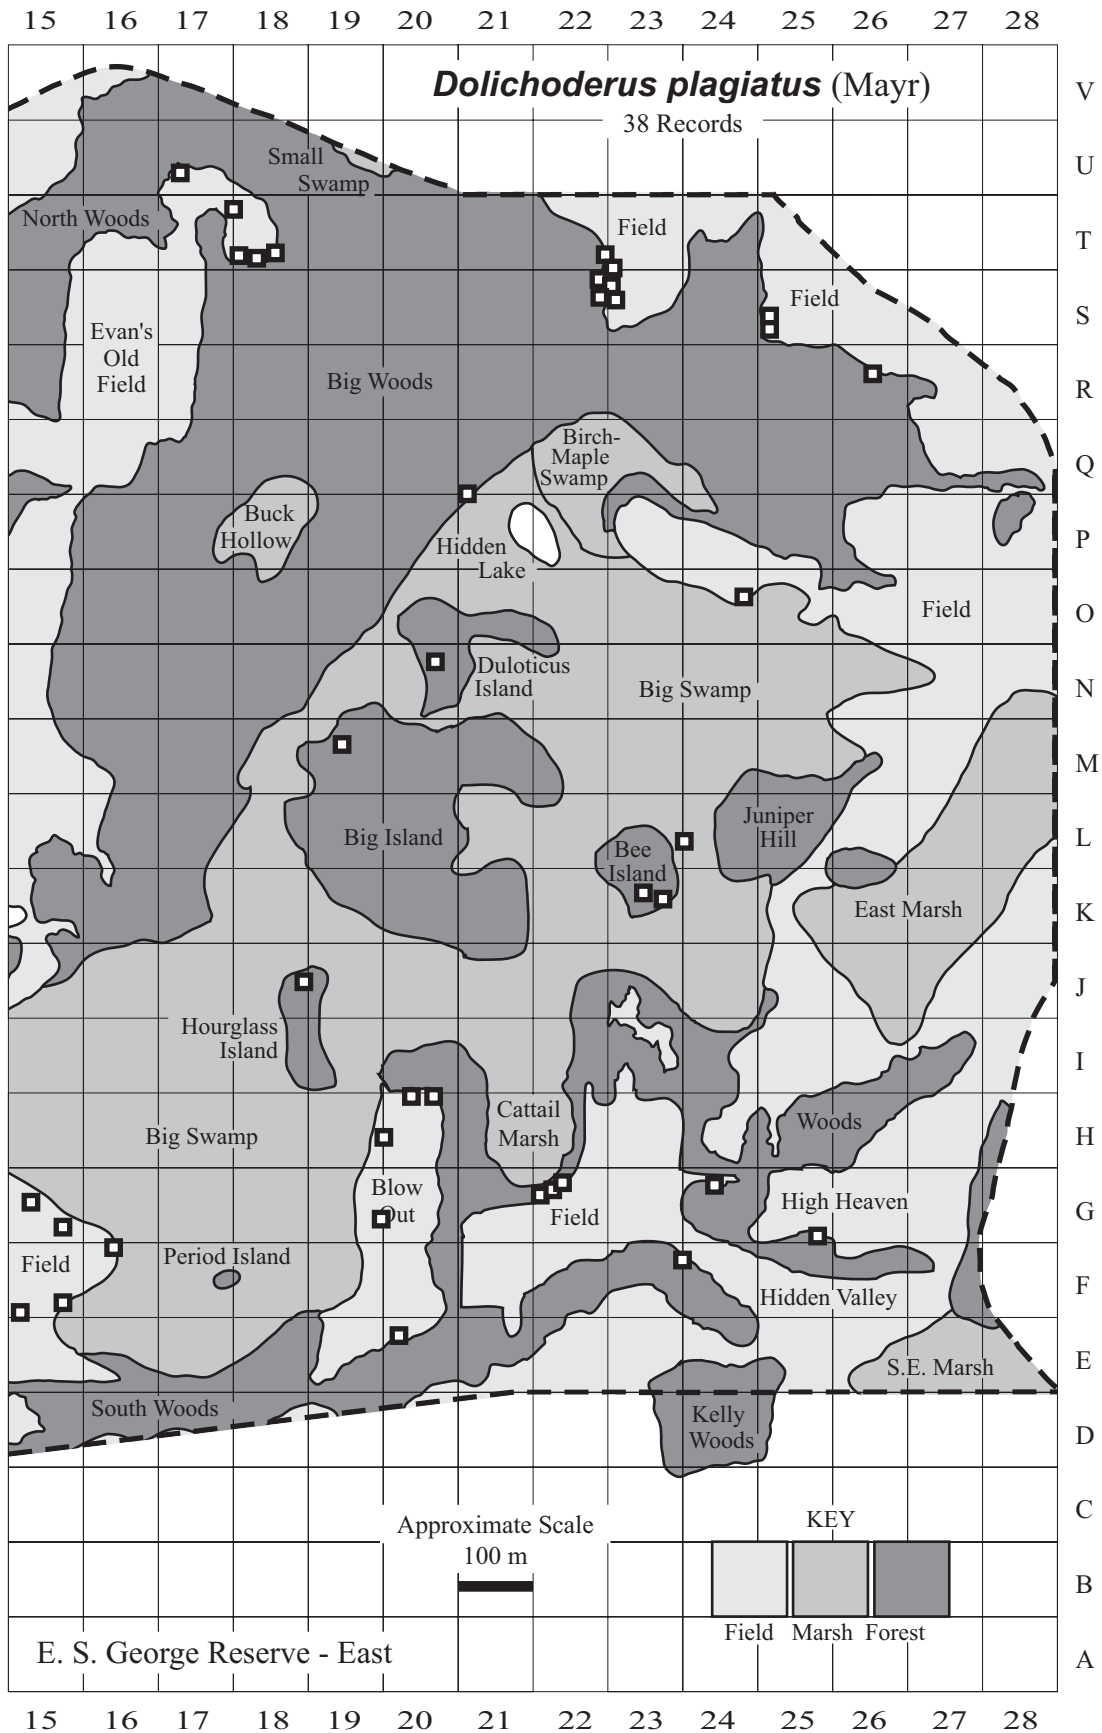 15 16 17 18 19 20 21 22 23 24 25 26 27 28
Dolichoderus plagiatus (Mayr)
38 Records
V
U
T
S
R
Q
P
O
N
M
L
K
J
I
H
G
F
E
D
C
B
A
Small
Swamp
North Woods
Field
Field
Evan's
Old
Field
Big Woods
Birch-
Maple
Swamp
Buck
Hollow
Hidden
Lake
Field
Duloticus
Island
Big Swamp
Juniper
Hill
Big Island
Bee
Island
East Marsh
Hourglass
Island
Cattail
Marsh
Woods
Big Swamp
Blow
Out
High Heaven
Field
Period Island
Field
Hidden Valley
S.E. Marsh
South Woods
Kelly
Woods
Approximate Scale
100 m
KEY
Field Marsh Forest
E. S. George Reserve - East
15 16 17 18 19 20 21 22 23 24 25 26 27 28